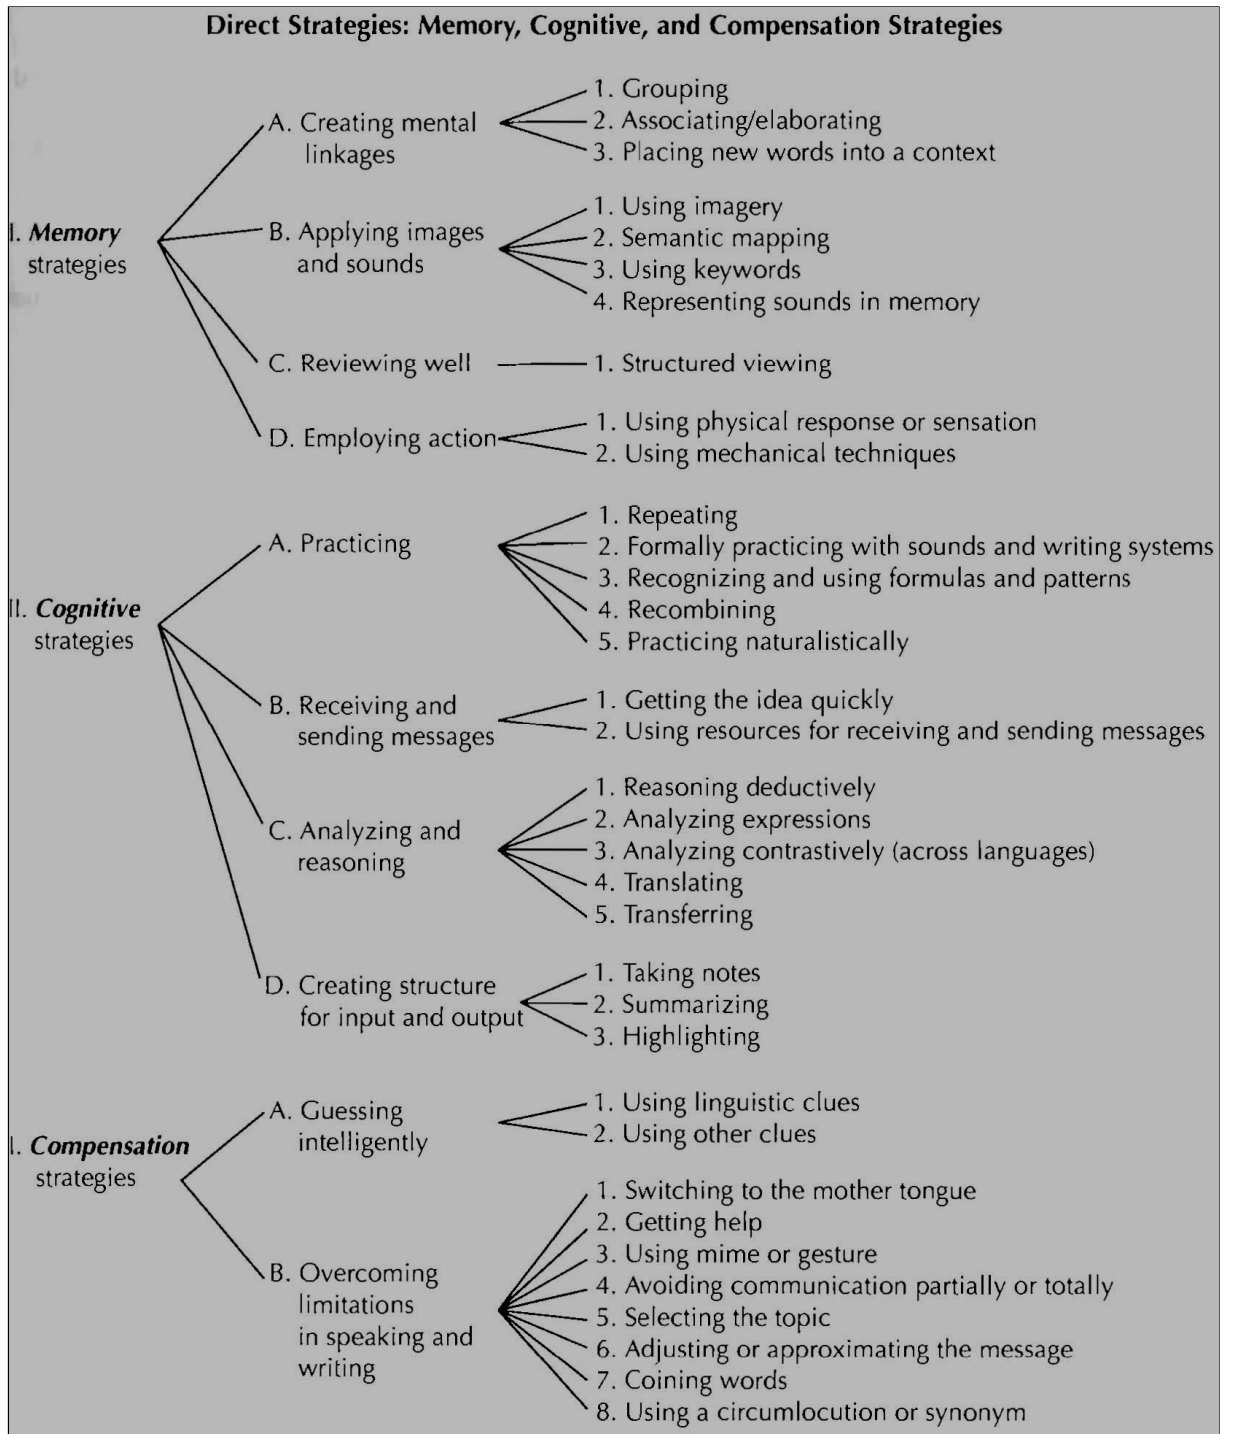 Direct Strategies: Memory, Cognitive, and Compensation Strategies
I. Memory
strategies
A. Creating mental
linkages
1. Grouping
2. Associating/elaborating
3. Placing new words into a context
B. Applying images
and sounds
1. Using imagery
2. Semantic mapping
3. Using keywords
4. Representing sounds in memory
C. Reviewing well
1. Structured viewing
D. Employing action
1. Using physical response or sensation
2. Using mechanical techniques
II. Cognitive
strategies
A. Practicing
1. Repeating
2. Formally practicing with sounds and writing systems
3. Recognizing and using formulas and patterns
4. Recombining
5. Practicing naturalistically
B. Receiving and
sending messages
1. Getting the idea quickly
2. Using resources for receiving and sending messages
C. Analyzing and
reasoning
1. Reasoning deductively
2. Analyzing expressions
3. Analyzing contrastively (across languages)
4. Translating
5. Transferring
D. Creating structure
for input and output
1. Taking notes
2. Summarizing
3. Highlighting
I. Compensation
strategies
A. Guessing
intelligently
1. Using linguistic clues
2. Using other clues
B. Overcoming
limitations
in speaking and
writing
1. Switching to the mother tongue
2. Getting help
3. Using mime or gesture
4. Avoiding communication partially or totally
5. Selecting the topic
6. Adjusting or approximating the message
7. Coining words
8. Using a circumlocution or synonym